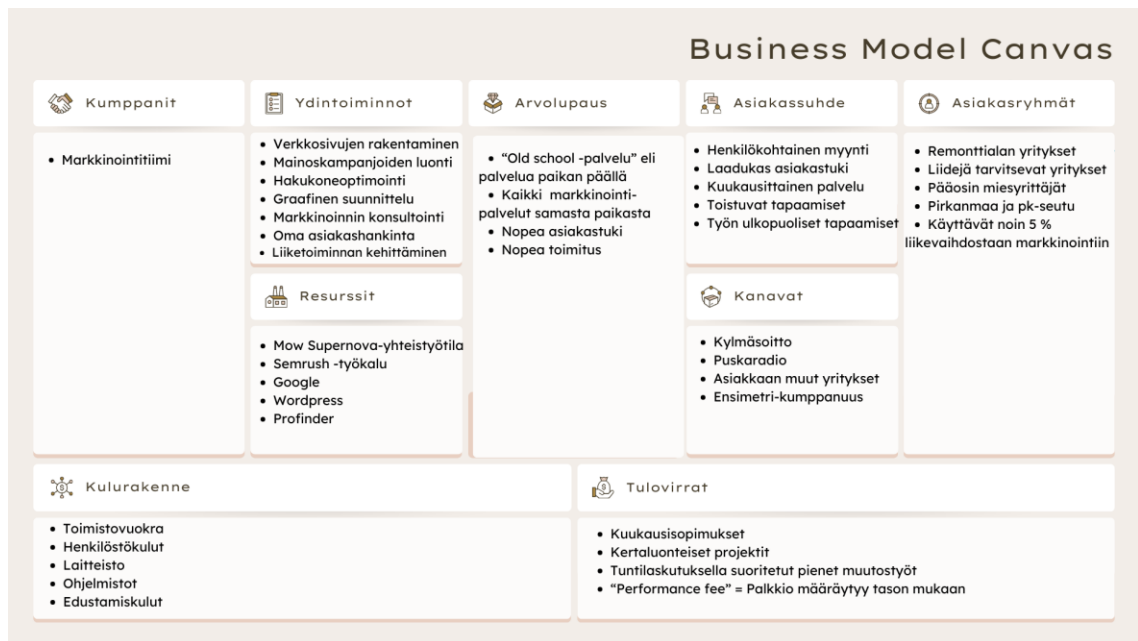 Business Model Canvas
Kumppanit
Markkinointitiimi
Ydintoiminnot
Verkkosivujen rakentaminen
Mainoskampanjoiden luonti
Hakukoneoptimointi
Graafinen suunnittelu
Markkinoinnin konsultointi
Oma asiakashankinta
Liiketoiminnan kehittäminen
Resurssit
Mow Supernova-yhteistyötila
Semrush -työkalu
Google
Wordpress
Profinder
Arvolupaus
“Old school -palvelu” eli
palvelua paikan päällä
Kaikki markkinointi-
palvelut samasta paikasta
Nopea asiakastuki
Nopea toimitus
Asiakassuhde
Henkilökohtainen myynti
Laadukas asiakastuki
Kuukausittainen palvelu
Toistuvat tapaamiset
Työn ulkopuoliset tapaamiset
Kanavat
Kylmäsoitto
Puskaradio
Asiakkaan muut yritykset
Ensimetri-kumppanuus
Asiakasryhmät
Remonttialan yritykset
Liidejä tarvitsevat yritykset
Pääosin miesyrittäjät
Pirkanmaa ja pk-seutu
Käyttävät noin 5 %
liikevaihdostaan markkinointiin
Kulurakenne
Toimistovuokra
Henkilöstökulut
Laitteisto
Ohjelmistot
Edustamiskulut
Tulovirrat
Kuukausisopimukset
Kertaluonteiset projektit
Tuntilaskutuksella suoritetut pienet muutostyöt
“Performance fee” = Palkkio määräytyy tason mukaan